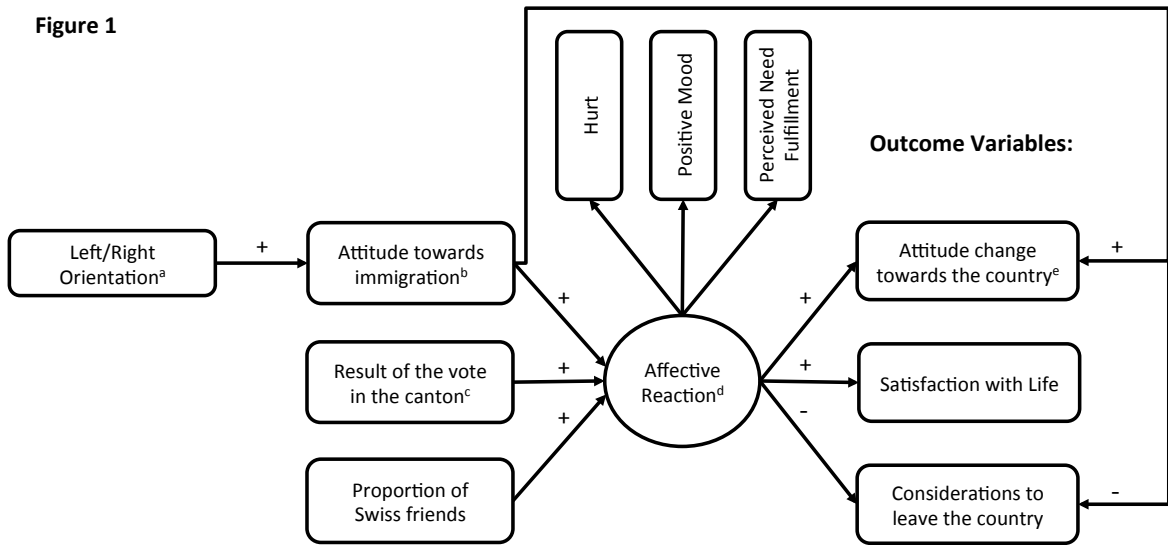 Figure 1
Hurt
Positive Mood
Perceived Need
Fulfillment
Outcome Variables:
Left/Right
Orientationᵃ
+
Attitude towards
immigrationᵇ
Result of the vote
in the cantonᶜ
Proportion of
Swiss friends
+
+
+
Affective
Reactionᵈ
+
+
-
Attitude change
towards the countryᵉ
Satisfaction with Life
Considerations to
leave the country
+
-